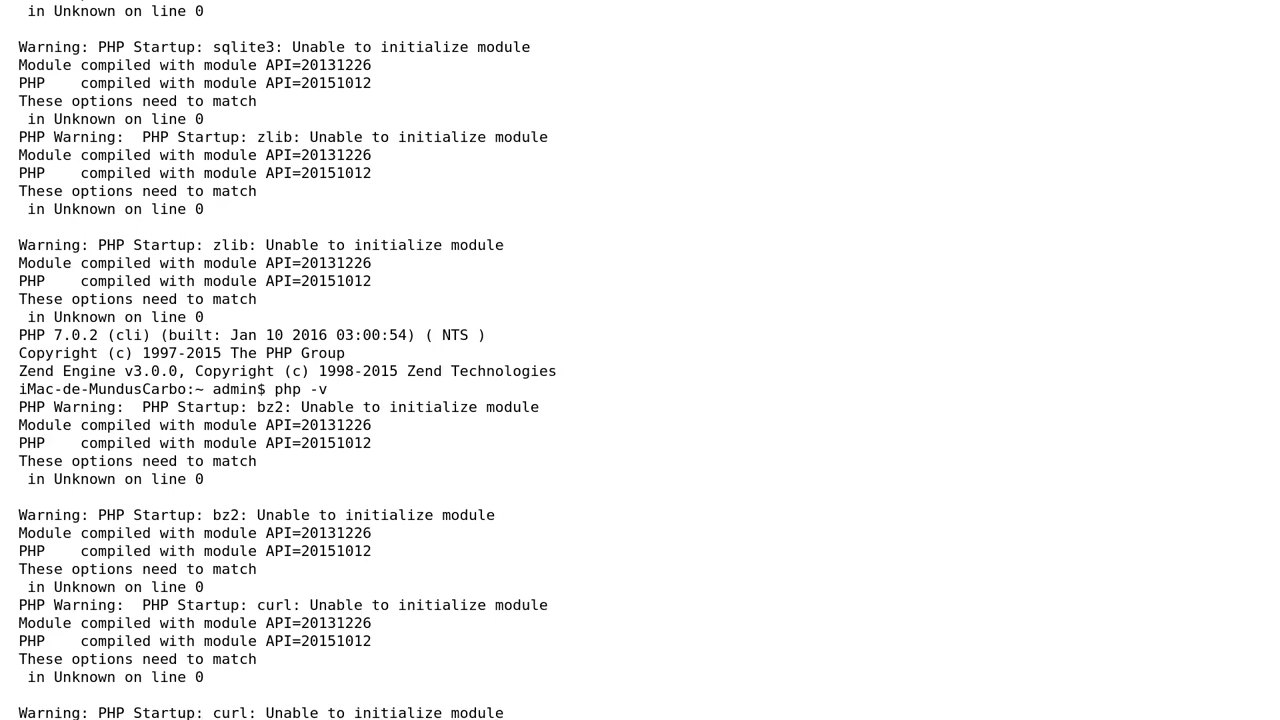 in Unknown on line 0

Warning: PHP Startup: sqlite3: Unable to initialize module
Module compiled with module API=20131226
PHP    compiled with module API=20151012
These options need to match
 in Unknown on line 0
PHP Warning:  PHP Startup: zlib: Unable to initialize module
Module compiled with module API=20131226
PHP    compiled with module API=20151012
These options need to match
 in Unknown on line 0

Warning: PHP Startup: zlib: Unable to initialize module
Module compiled with module API=20131226
PHP    compiled with module API=20151012
These options need to match
 in Unknown on line 0
PHP 7.0.2 (cli) (built: Jan 10 2016 03:00:54) ( NTS )
Copyright (c) 1997-2015 The PHP Group
Zend Engine v3.0.0, Copyright (c) 1998-2015 Zend Technologies
iMac-de-MundusCarbo:~ admin$ php -v
PHP Warning:  PHP Startup: bz2: Unable to initialize module
Module compiled with module API=20131226
PHP    compiled with module API=20151012
These options need to match
 in Unknown on line 0

Warning: PHP Startup: bz2: Unable to initialize module
Module compiled with module API=20131226
PHP    compiled with module API=20151012
These options need to match
 in Unknown on line 0
PHP Warning:  PHP Startup: curl: Unable to initialize module
Module compiled with module API=20131226
PHP    compiled with module API=20151012
These options need to match
 in Unknown on line 0

Warning: PHP Startup: curl: Unable to initialize module